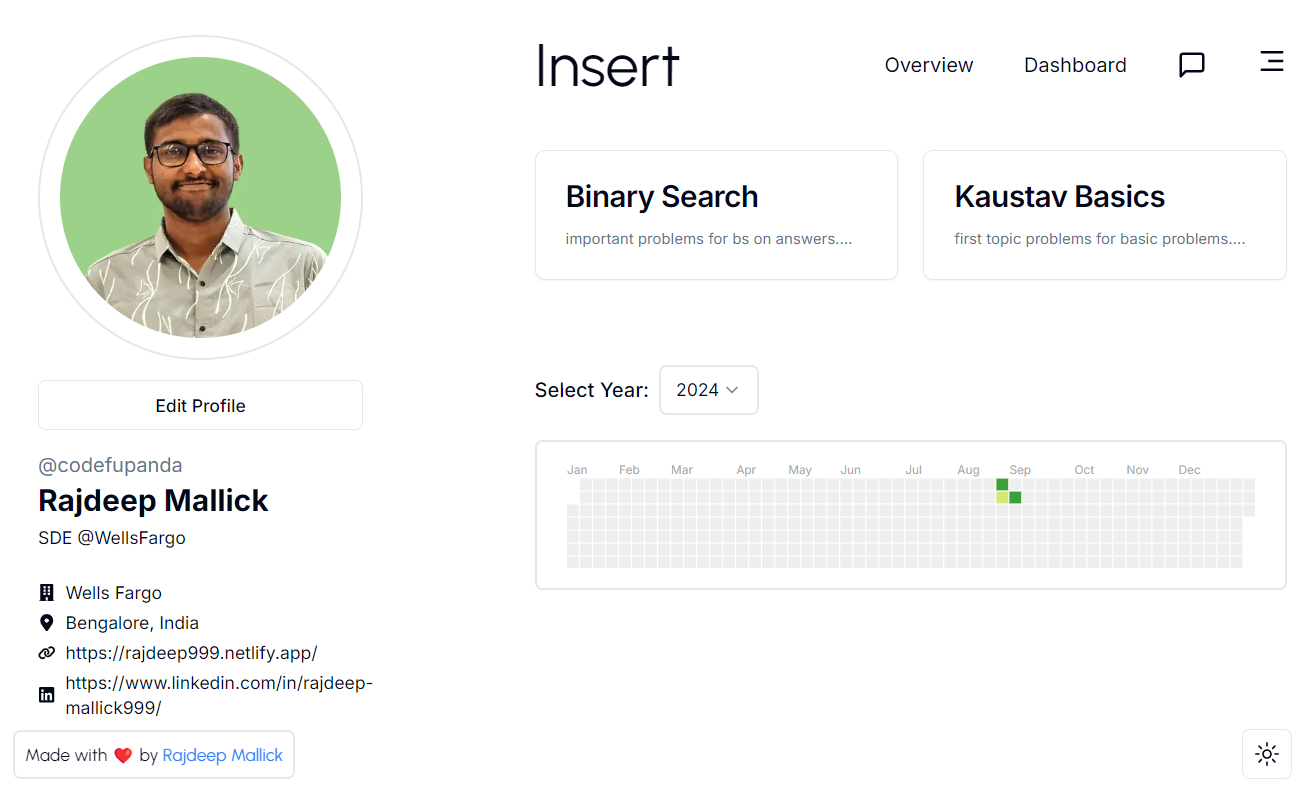 Insert
Overview
Dashboard
Binary Search
important problems for bs on answers....
Kaustav Basics
first topic problems for basic problems....
Edit Profile
@codefupanda
Rajdeep Mallick
SDE @WellsFargo
Wells Fargo
Bengalore, India
https://rajdeep999.netlify.app/
https://www.linkedin.com/in/rajdeep-
mallick999/
Made with ❤️ by Rajdeep Mallick
Select Year: 2024
Jan Feb Mar Apr May Jun Jul Aug Sep Oct Nov Dec